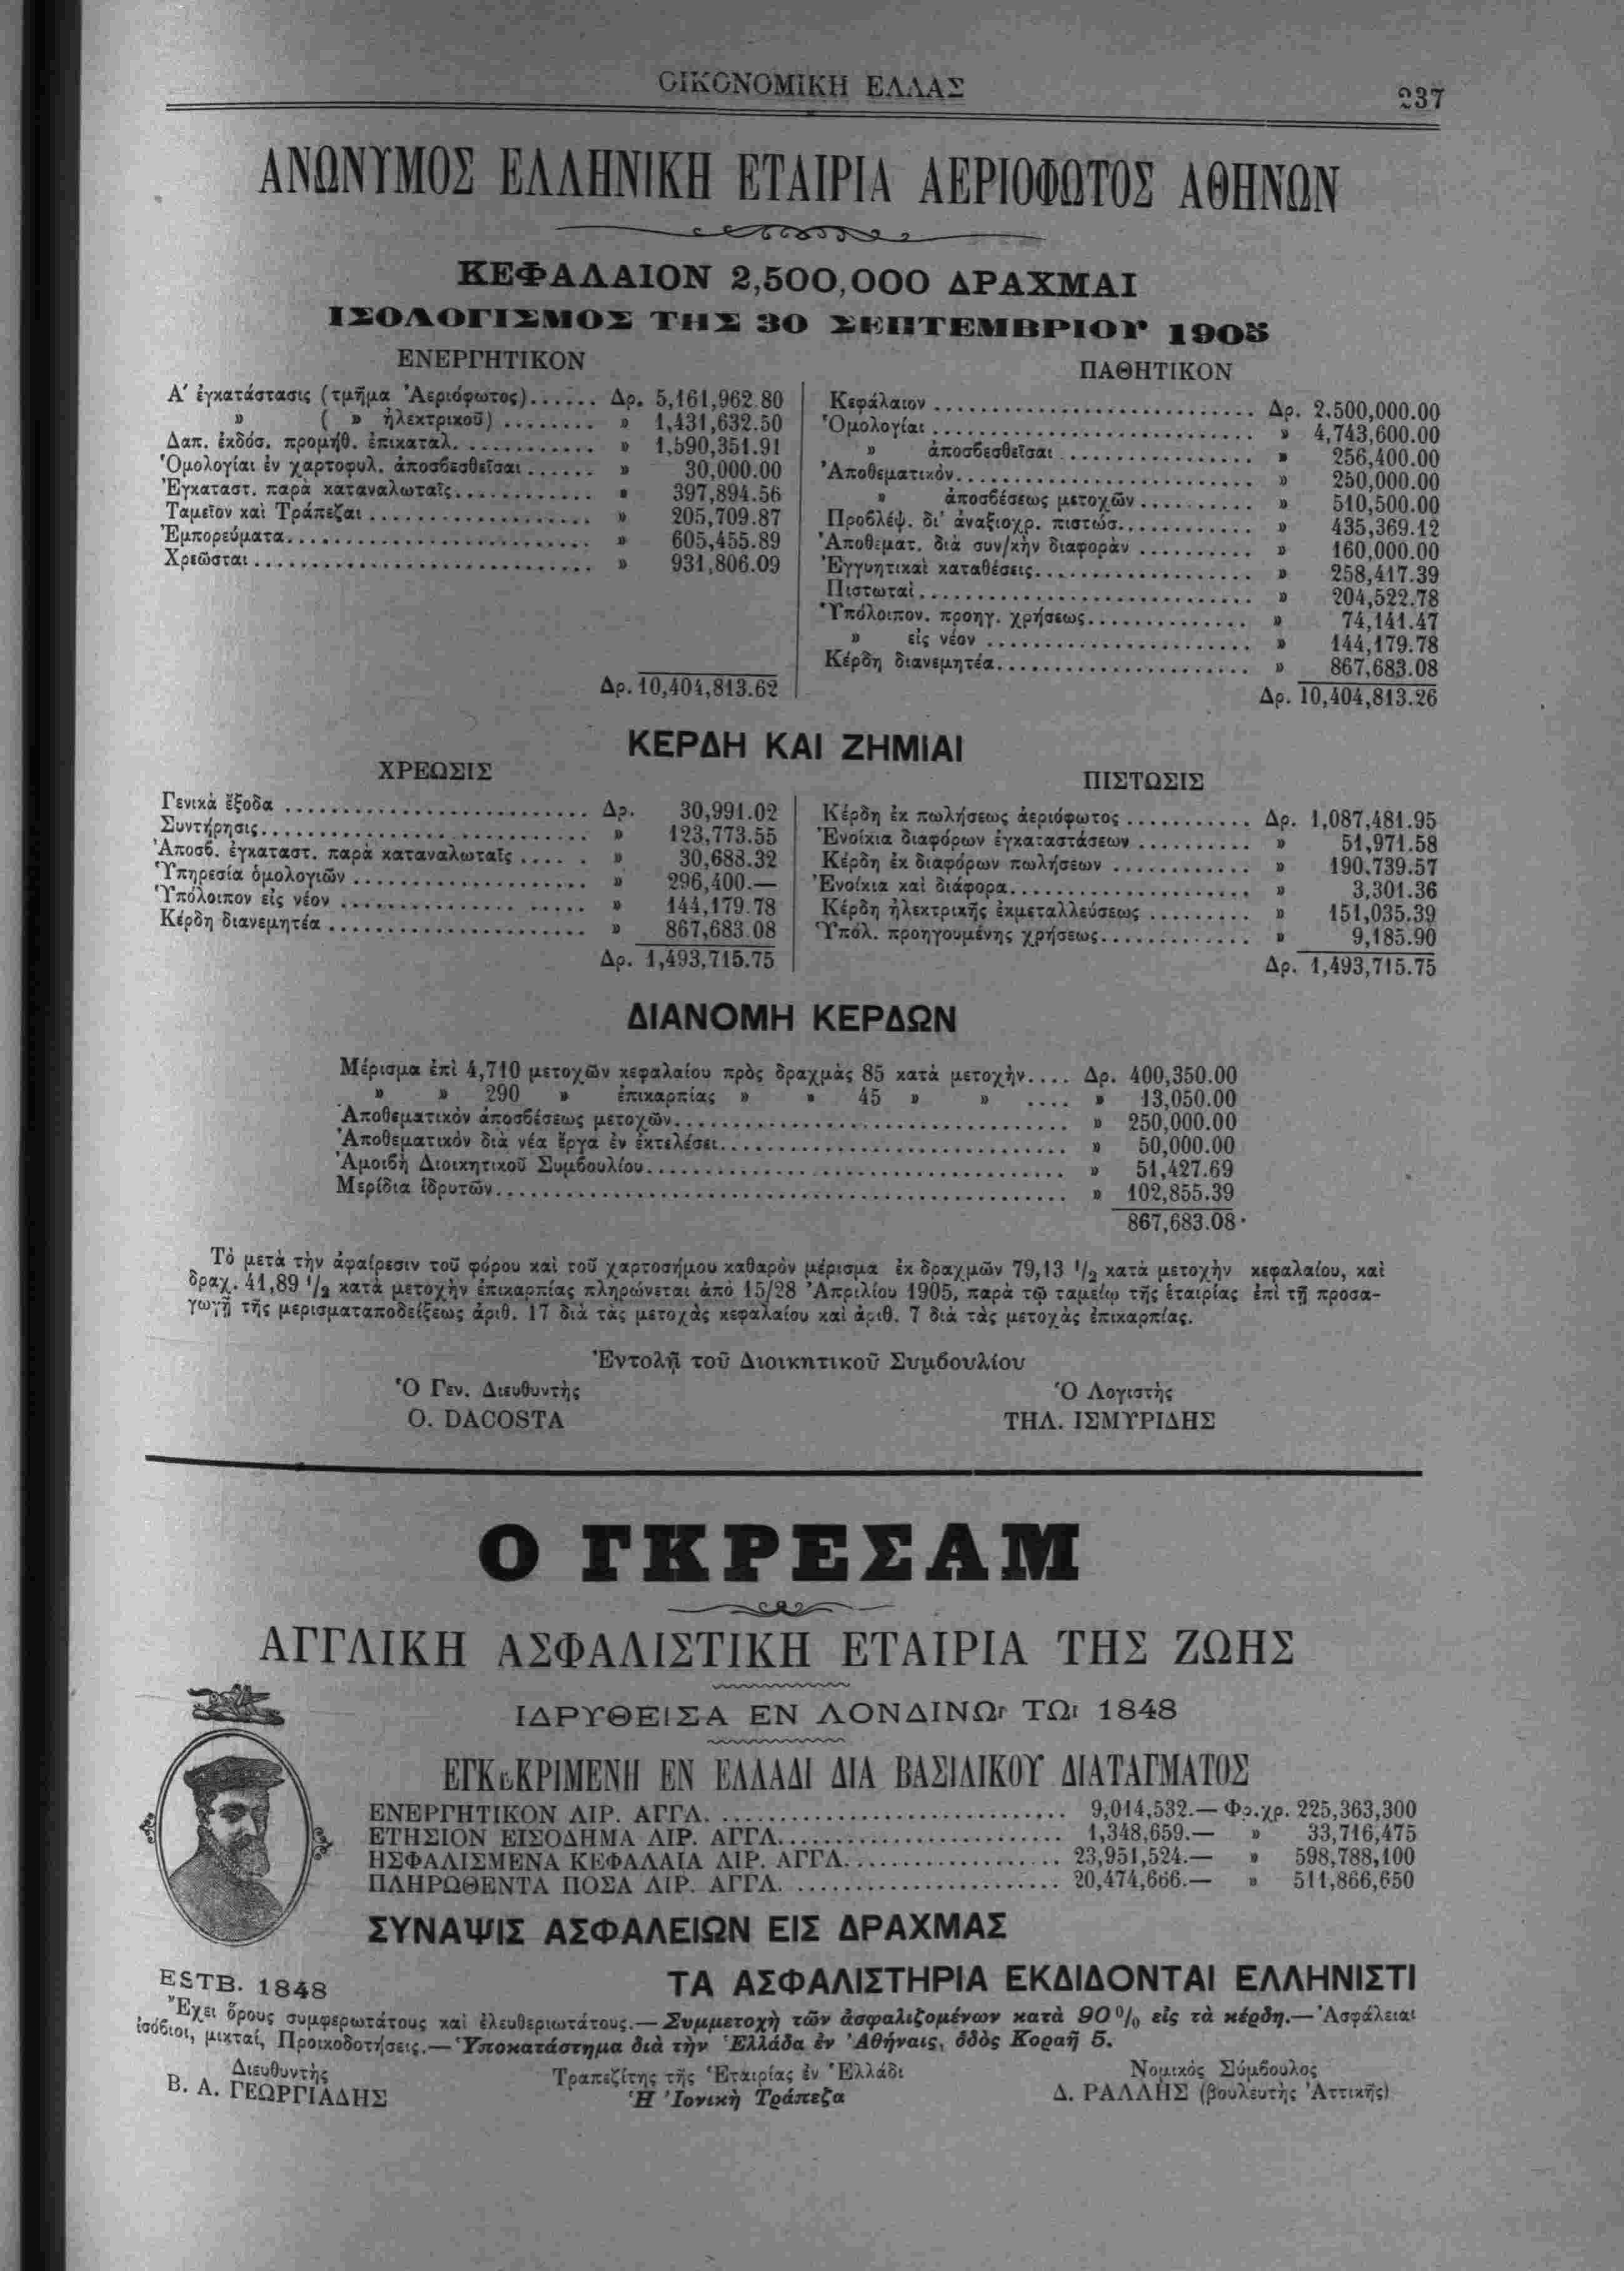 ΟΙΚΟΝΟΜΙΚΗ ΕΛΛΑΣ 237
ΑΝΩΝΥΜΟΣ ΕΛΛΗΝΙΚΗ ΕΤΑΙΡΙΑ ΑΕΡΙΟΦΩΤΟΣ ΑΘΗΝΩΝ
ΚΕΦΑΛΑΙΟΝ 2,500,000 ΔΡΑΧΜΑΙ
ΙΣΟΛΟΓΙΣΜΟΣ ΤΗΣ 30 ΣΕΠΤΕΜΒΡΙΟΥ 1905
ΕΝΕΡΓΗΤΙΚΟΝ
Α′ ἐγκατάστασις (τμῆμα Ἀεριόφωτος)...... Δρ. 5,161,962.80
» ( » ἠλεκτρικοῦ) ........ » 1,431,632.50
Δαπ. ἐκδόσ. προμήθ. ἐπικαταλ. ........... » 1,590,351.91
Ὁμολογίαι ἐν χαρτοφυλ. ἀποσβεσθεῖσαι ...... » 30,000.00
Ἐγκαταστ. παρὰ καταναλωταῖς............ » 397,894.56
Ταμεῖον καὶ Τράπεζαι ................... » 205,709.87
Ἐμπορεύματα.......................... » 605,455.89
Χρεῶσται ............................. » 931,806.09
Δρ. 10,404,813.62
ΠΑΘΗΤΙΚΟΝ
Κεφάλαιον ............................ Δρ. 2.500,000.00
Ὁμολογίαι ............................ » 4,743,600.00
» ἀποσβεσθεῖσαι ................. » 256,400.00
Ἀποθεματικόν.......................... » 250,000.00
» ἀποσβέσεως μετοχῶν .......... » 510,500.00
Προβλέψ. δι' ἀναξιοχρ. πιστώσ............ » 435,369.12
Ἀποθεματ. διὰ συν/κὴν διαφορὰν .......... » 160,000.00
Ἐγγυητικαὶ καταθέσεις................... » 258,417.39
Πιστωταὶ............................. » 204,522.78
Ὑπόλοιπον. προηγ. χρήσεως.............. » 74,141.47
» εἰς νέον ....................... » 144,179.78
Κέρδη διανεμητέα...................... » 867,683.08
Δρ. 10,404,813.26
ΚΕΡΔΗ ΚΑΙ ΖΗΜΙΑΙ
ΧΡΕΩΣΙΣ
Γενικὰ ἔξοδα .......................... Δρ. 30,991.02
Συντήρησις............................ » 123,773.55
Ἀποσβ. ἐγκαταστ. παρὰ καταναλωταῖς ...... » 30,688.32
Ὑπηρεσία ὁμολογιῶν .................... » 296,400.—
Ὑπόλοιπον εἰς νέον ..................... » 144,179.78
Κέρδη διανεμητέα ...................... » 867,683.08
Δρ. 1,493,715.75
ΠΙΣΤΩΣΙΣ
Κέρδη ἐκ πωλήσεως ἀεριόφωτος ........... Δρ. 1,087,481.95
Ἐνοίκια διαφόρων ἐγκαταστάσεων .......... » 51,971.58
Κέρδη ἐκ διαφόρων πωλήσεων ............ » 190.739.57
Ἐνοίκια καὶ διάφορα..................... » 3,301.36
Κέρδη ἠλεκτρικῆς ἐκμεταλλεύσεως ......... » 151,035.39
Ὑπόλ. προηγουμένης χρήσεως............. » 9,185.90
Δρ. 1,493,715.75
ΔΙΑΝΟΜΗ ΚΕΡΔΩΝ
Μέρισμα ἐπὶ 4,710 μετοχῶν κεφαλαίου πρὸς δραχμὰς 85 κατὰ μετοχὴν.... Δρ. 400,350.00
» » 290 » ἐπικαρπίας » » 45 » » .... » 13,050.00
Ἀποθεματικὸν ἀποσβέσεως μετοχῶν.................................. » 250,000.00
Ἀποθεματικόν διὰ νέα ἔργα ἐν ἐκτελέσει.............................. » 50,000.00
Ἀμοιβὴ Διοικητικοῦ Συμβουλίου.................................... » 51,427.69
Μερίδια ἱδρυτῶν................................................ » 102,855.39
867,683.08
Τὸ μετὰ τὴν ἀφαίρεσιν τοῦ φόρου καὶ τοῦ χαρτοσήμου καθαρὸν μέρισμα ἐκ δραχμῶν 79,13 1/2 κατὰ μετοχὴν κεφαλαίου, καὶ
δραχ. 41,89 1/2 κατὰ μετοχὴν ἐπικαρπίας πληρώνεται ἀπὸ 15/28 Ἀπριλίου 1905, παρὰ τῷ ταμείῳ τῆς ἑταιρίας ἐπὶ τῇ προσα-
γωγῇ τῆς μερισματαποδείξεως ἀριθ. 17 διὰ τὰς μετοχὰς κεφαλαίου καὶ ἀριθ. 7 διὰ τὰς μετοχὰς ἐπικαρπίας.
Ἐντολῇ τοῦ Διοικητικοῦ Συμβουλίου
Ὁ Γεν. Διευθυντὴς Ὁ Λογιστὴς
O. DACOSTA ΤΗΛ. ΙΣΜΥΡΙΔΗΣ
Ο ΓΚΡΕΣΑΜ
ΑΓΓΛΙΚΗ ΑΣΦΑΛΙΣΤΙΚΗ ΕΤΑΙΡΙΑ ΤΗΣ ΖΩΗΣ
ΙΔΡΥΘΕΙΣΑ ΕΝ ΛΟΝΔΙΝΩι ΤΩι 1848
ΕΓΚεΚΡΙΜΕΝΗ ΕΝ ΕΛΛΑΔΙ ΔΙΑ ΒΑΣΙΛΙΚΟΥ ΔΙΑΤΑΓΜΑΤΟΣ
ΕΝΕΡΓΗΤΙΚΟΝ ΛΙΡ. ΑΓΓΛ. ............................. 9,014,532.— Φρ.χρ. 225,363,300
ΕΤΗΣΙΟΝ ΕΙΣΟΔΗΜΑ ΛΙΡ. ΑΓΓΛ........................ 1,348,659.— » 33,716,475
ΗΣΦΑΛΙΣΜΕΝΑ ΚΕΦΑΛΑΙΑ ΛΙΡ. ΑΓΓΛ.................. 23,951,524.— » 598,788,100
ΠΛΗΡΩΘΕΝΤΑ ΠΟΣΑ ΛΙΡ. ΑΓΓΛ. ....................... 20,474,666.— » 511,866,650
ΣΥΝΑΨΙΣ ΑΣΦΑΛΕΙΩΝ ΕΙΣ ΔΡΑΧΜΑΣ
ESTB. 1848
ΤΑ ΑΣΦΑΛΙΣΤΗΡΙΑ ΕΚΔΙΔΟΝΤΑΙ ΕΛΛΗΝΙΣΤΙ
Ἔχει ὅρους συμφερωτάτους καὶ ἐλευθεριωτάτους.— Συμμετοχὴ τῶν ἀσφαλιζομένων κατὰ 90 0/0 εἰς τὰ κέρδη.— Ἀσφάλειαι
ἰσόβιοι, μικταί, Προικοδοτήσεις.— Ὑποκατάστημα διὰ τὴν Ἑλλάδα ἐν Ἀθήναις, ὁδὸς Κοραῆ 5.
Διευθυντὴς Τραπεζίτης τῆς Ἑταιρίας ἐν Ἑλλάδι Νομικὸς Σύμβουλος
Β. Α. ΓΕΩΡΓΙΑΔΗΣ Ἡ Ἰονικὴ Τράπεζα Δ. ΡΑΛΛΗΣ (βουλευτὴς Ἀττικῆς)